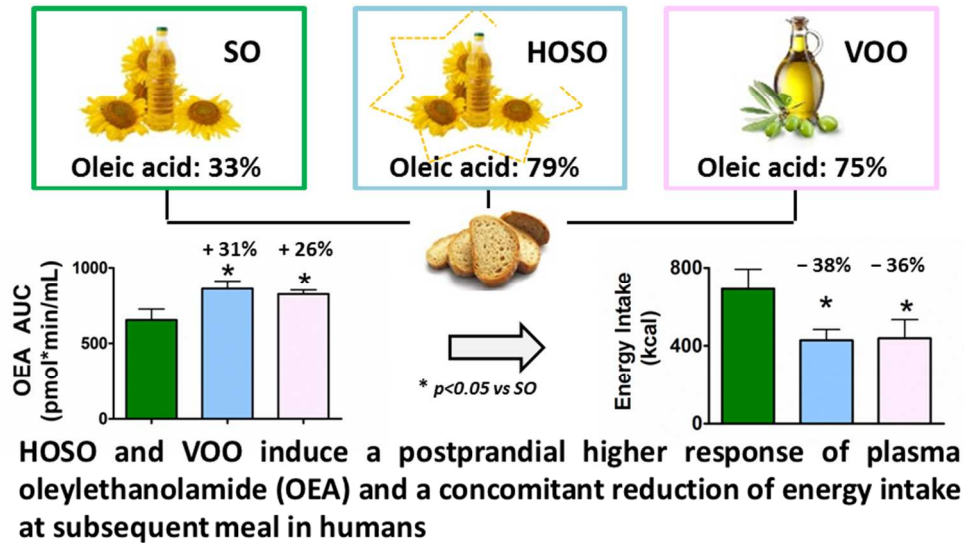 SO
HOSO
VOO
Oleic acid: 33%
Oleic acid: 79%
Oleic acid: 75%
+ 31%
+ 26%
*
*
1000
500
0
OEA AUC
(pmol*min/mL)
* p<0.05 vs SO
− 38%
− 36%
*
*
800
400
0
Energy Intake
(kcal)
HOSO and VOO induce a postprandial higher response of plasma
oleylethanolamide (OEA) and a concomitant reduction of energy intake
at subsequent meal in humans